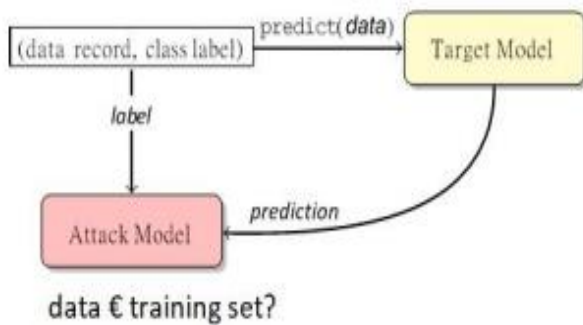 (data record, class label)
predict(data)
Target Model
label
prediction
Attack Model
data € training set?